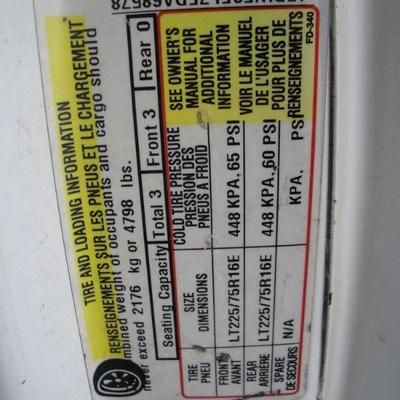 TIRE AND LOADING INFORMATION
RENSEIGNEMENTS SUR LES PNEUS ET LE CHARGEMENT
mbined weight of occupants and cargo should
never exceed 2176 kg or 4798 lbs.
Seating Capacity Total 3 Front 3 Rear 0
TIRE SIZE COLD TIRE PRESSURE
PNEU DIMENSIONS PRESSION DES PNEUS A FROID
FRONT LT225/75R16E 448 KPA, 65 PSI
AVANT
REAR LT225/75R16E 448 KPA, 60 PSI
ARRIÈRE
SPARE N/A KPA, PSI
DE SECOURS
SEE OWNER'S
MANUAL FOR
ADDITIONAL
INFORMATION
VOIR LE MANUEL
DE L'USAGER
POUR PLUS DE
RENSEIGNEMENTS
FD-340